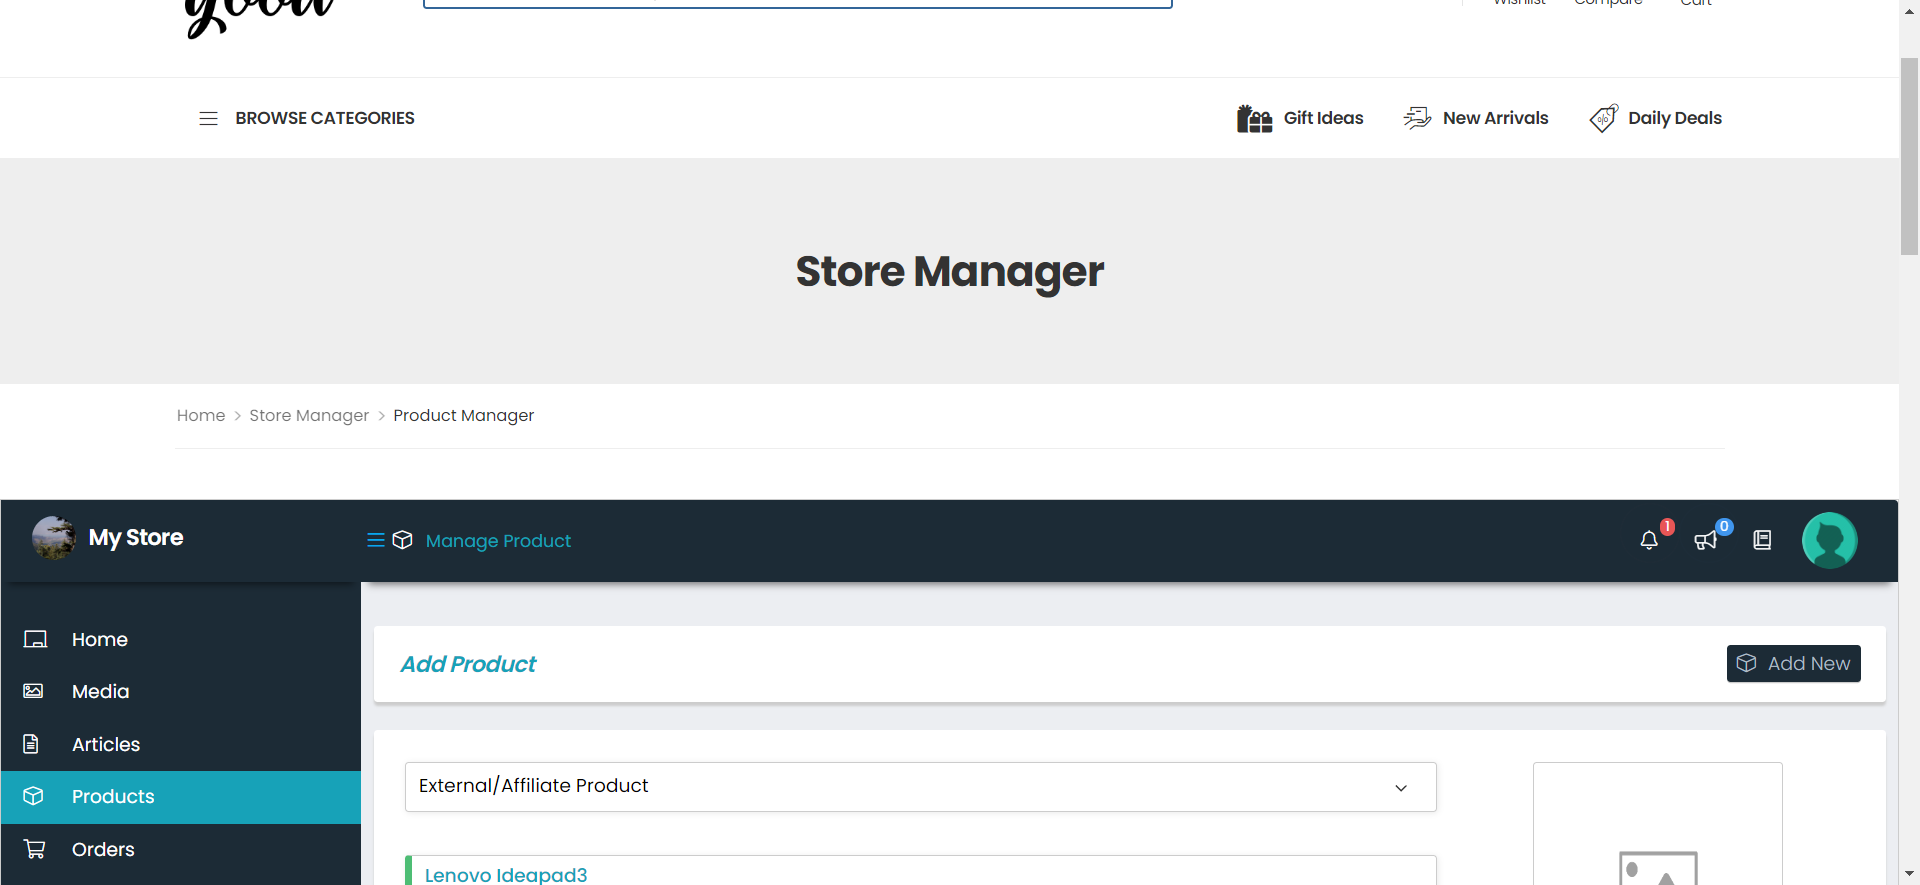 good
Wishlist Compare Cart
BROWSE CATEGORIES
Gift Ideas
New Arrivals
Daily Deals
Store Manager
Home > Store Manager > Product Manager
My Store
Manage Product
1
0
Home
Media
Articles
Products
Orders
Add Product
Add New
External/Affiliate Product
Lenovo Ideapad3